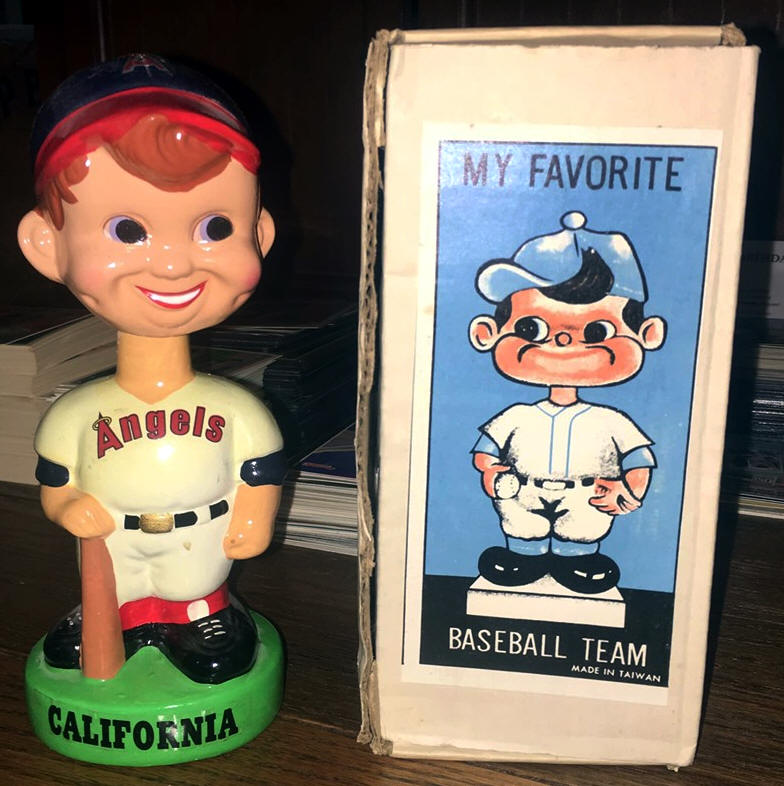 A
Angels
CALIFORNIA
MY FAVORITE
BASEBALL TEAM
MADE IN TAIWAN